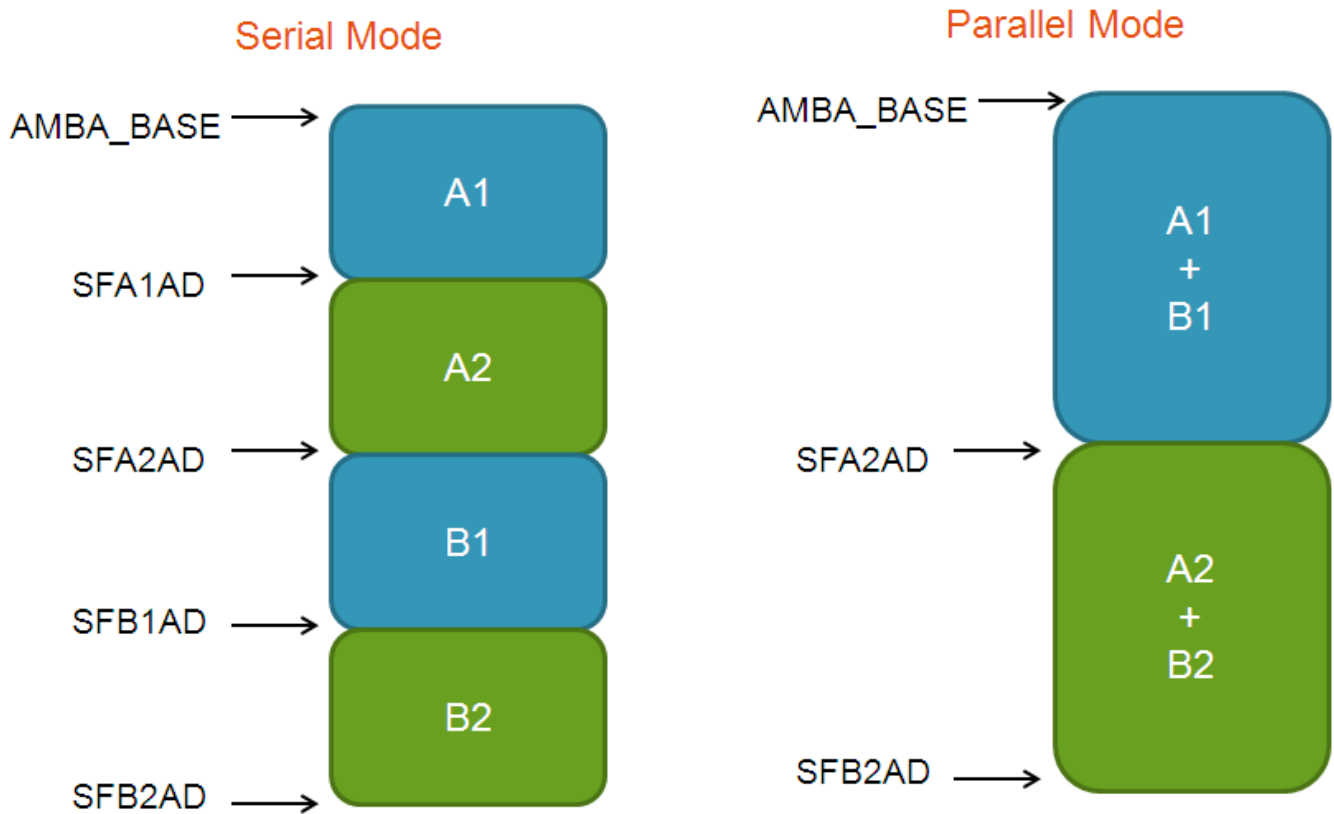 Serial Mode
AMBA_BASE
A1
SFA1AD
A2
SFA2AD
B1
SFB1AD
B2
SFB2AD
Parallel Mode
AMBA_BASE
A1
+
B1
SFA2AD
A2
+
B2
SFB2AD